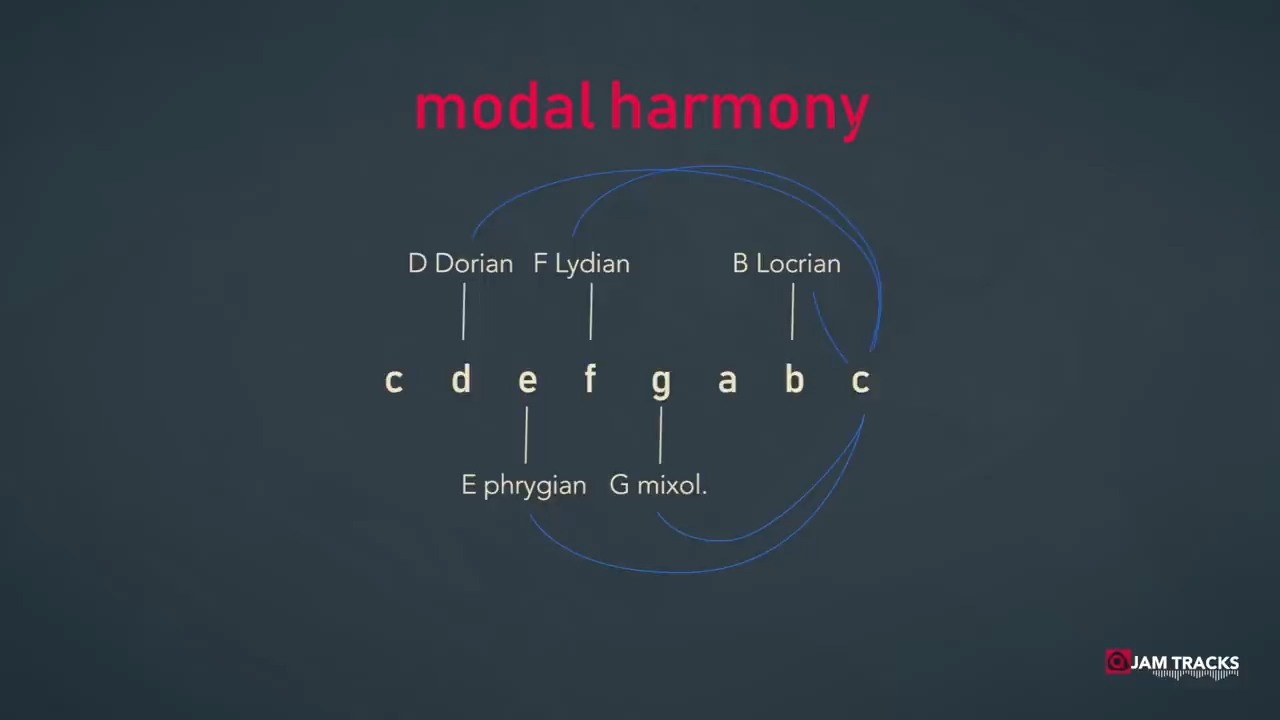 modal harmony
D Dorian F Lydian B Locrian
c d e f g a b c
E phrygian G mixol.
@JAM TRACKS